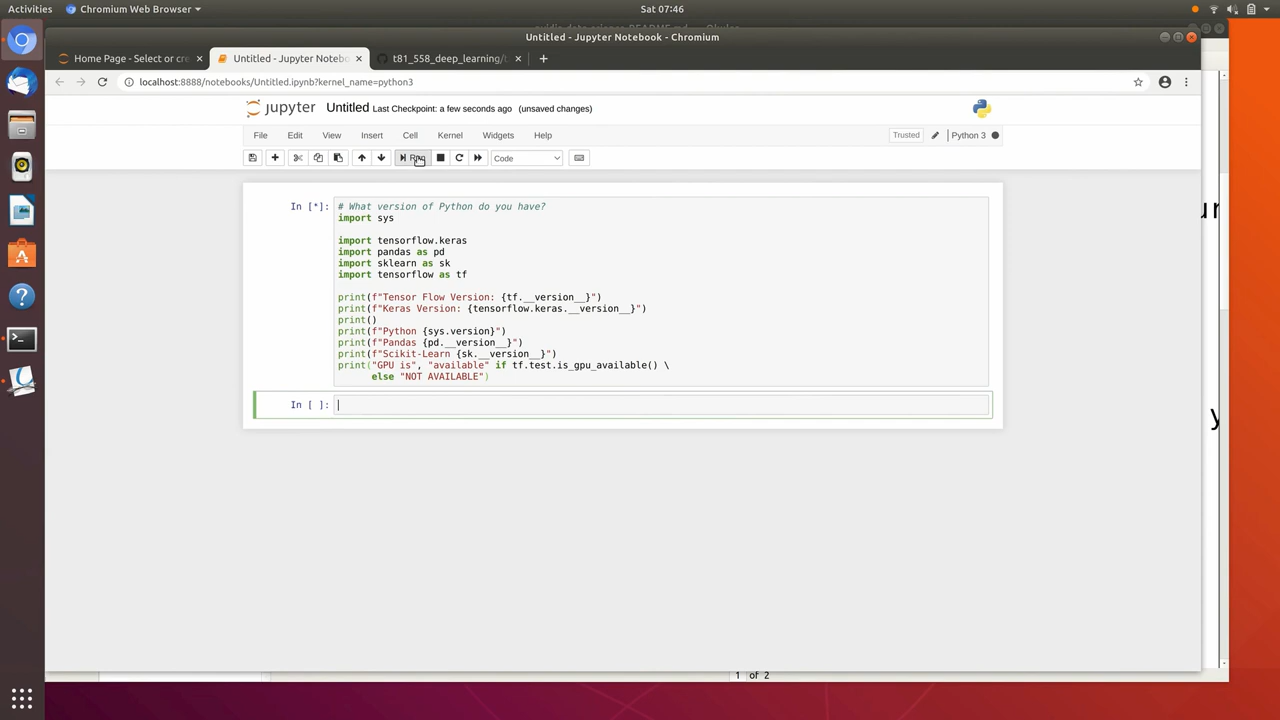 Activities
Chromium Web Browser
Sat 07:46
Untitled - Jupyter Notebook - Chromium
Home Page - Select or cre
Untitled - Jupyter Notebo
t81_558_deep_learning/t
localhost:8888/notebooks/Untitled.ipynb?kernel_name=python3
jupyter Untitled Last Checkpoint: a few seconds ago (unsaved changes)
File Edit View Insert Cell Kernel Widgets Help
Trusted
Python 3
Run
Code
In [*]:
# What version of Python do you have?
import sys
import tensorflow.keras
import pandas as pd
import sklearn as sk
import tensorflow as tf
print(f"Tensor Flow Version: {tf.__version__}")
print(f"Keras Version: {tensorflow.keras.__version__}")
print()
print(f"Python {sys.version}")
print(f"Pandas {pd.__version__}")
print(f"Scikit-Learn {sk.__version__}")
print("GPU is", "available" if tf.test.is_gpu_available() \
else "NOT AVAILABLE")
In [ ]:
1 of 2